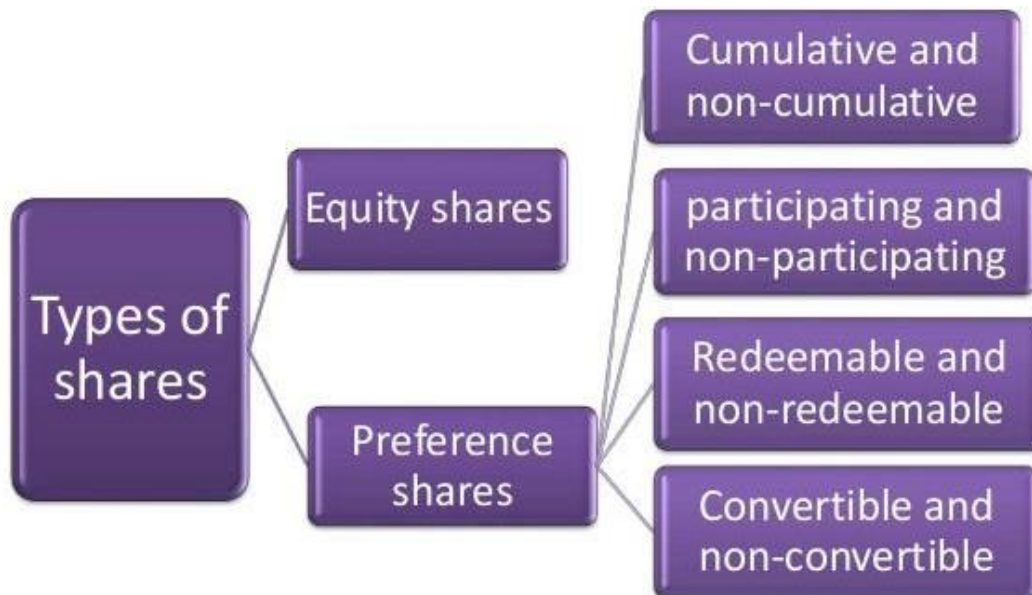 Types of
shares
Equity shares
Preference
shares
Cumulative and
non-cumulative
participating and
non-participating
Redeemable and
non-redeemable
Convertible and
non-convertible